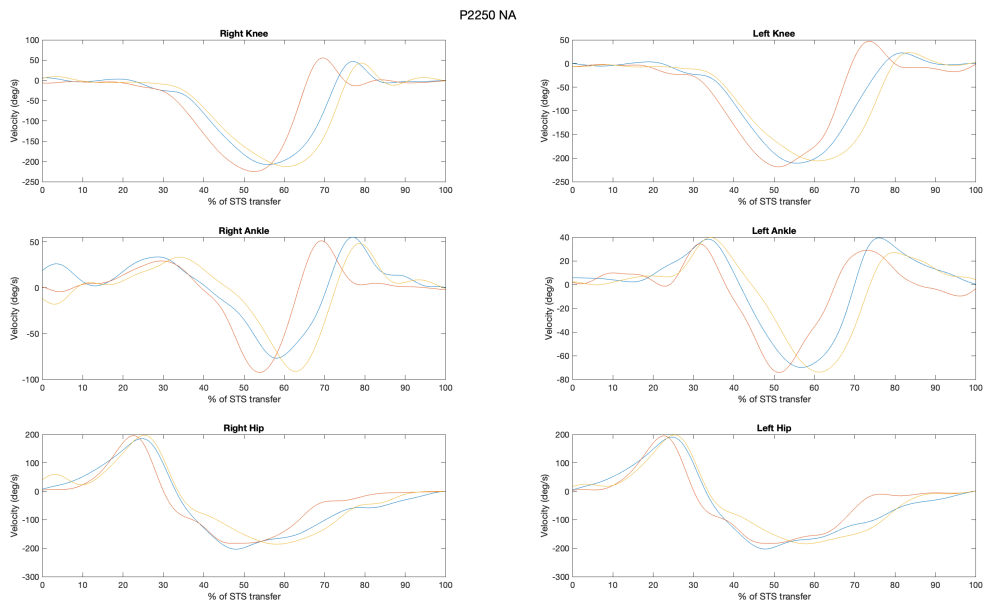 P2250 NA
Right Knee
Velocity (deg/s)
100
50
0
-50
-100
-150
-200
-250
0 10 20 30 40 50 60 70 80 90 100
% of STS transfer
Left Knee
Velocity (deg/s)
50
0
-50
-100
-150
-200
-250
0 10 20 30 40 50 60 70 80 90 100
% of STS transfer
Right Ankle
Velocity (deg/s)
50
0
-50
-100
0 10 20 30 40 50 60 70 80 90 100
% of STS transfer
Left Ankle
Velocity (deg/s)
40
20
0
-20
-40
-60
-80
0 10 20 30 40 50 60 70 80 90 100
% of STS transfer
Right Hip
Velocity (deg/s)
200
100
0
-100
-200
-300
0 10 20 30 40 50 60 70 80 90 100
% of STS transfer
Left Hip
Velocity (deg/s)
200
100
0
-100
-200
-300
0 10 20 30 40 50 60 70 80 90 100
% of STS transfer